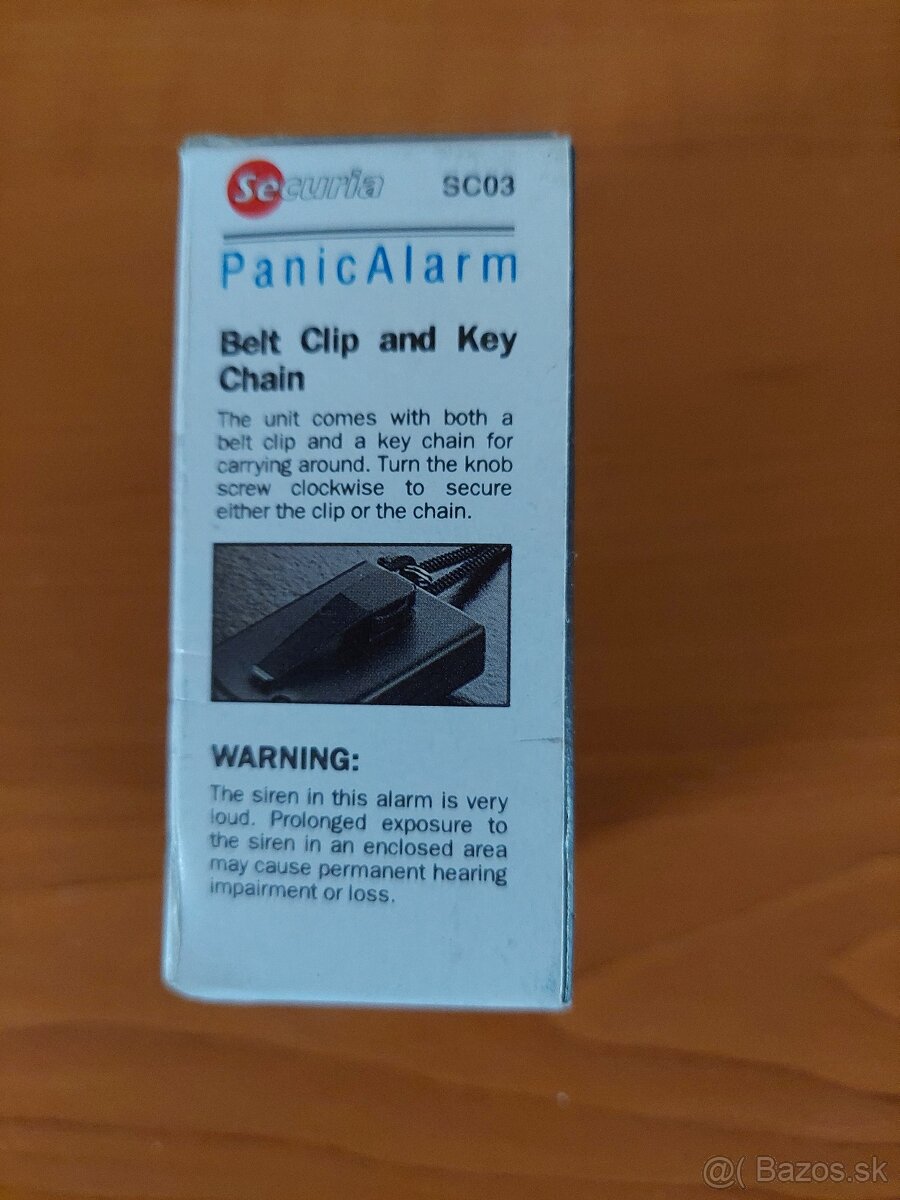 Securia SC03
PanicAlarm
Belt Clip and Key
Chain
The unit comes with both a
belt clip and a key chain for
carrying around. Turn the knob
screw clockwise to secure
either the clip or the chain.
WARNING:
The siren in this alarm is very
loud. Prolonged exposure to
the siren in an enclosed area
may cause permanent hearing
impairment or loss.
@( Bazos.sk